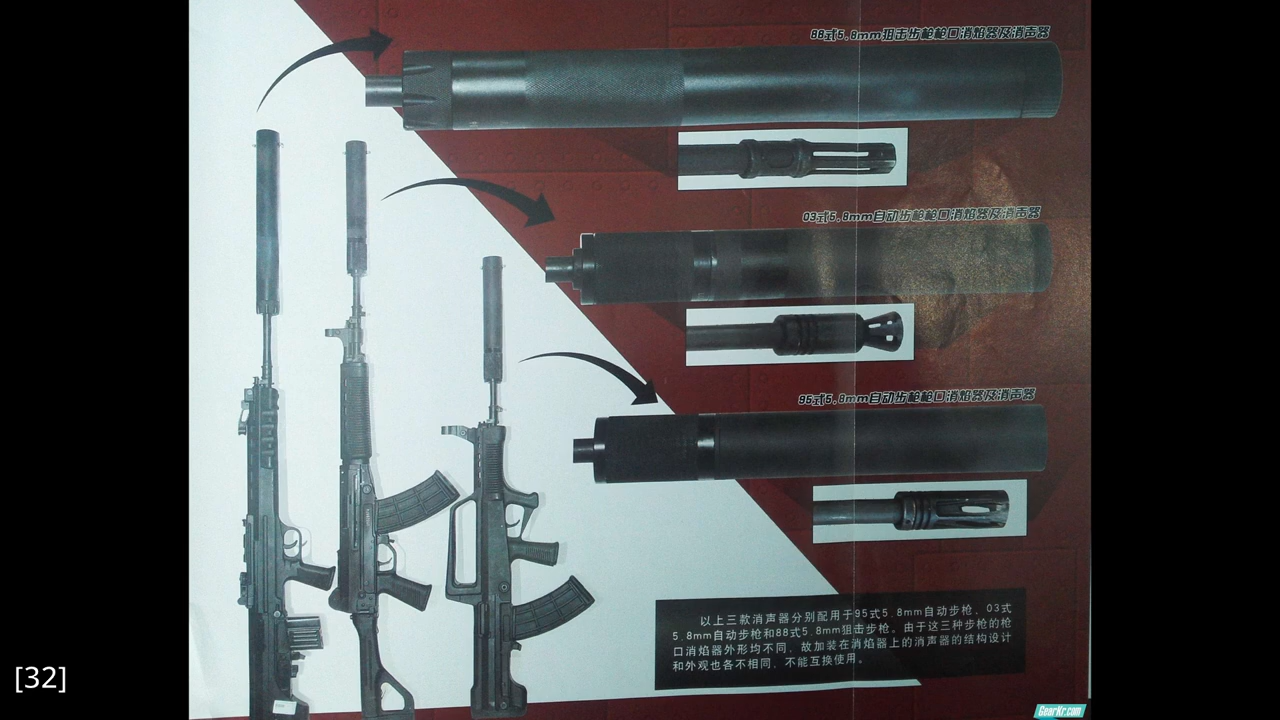 88式5.8mm狙击步枪枪口消焰器及消声器
03式5.8mm自动步枪枪口消焰器及消声器
95式5.8mm自动步枪枪口消焰器及消声器
以上三款消声器分别配用于95式5.8mm自动步枪、03式
5.8mm自动步枪和88式5.8mm狙击步枪。由于这三种步枪的枪
口消焰器外形均不同，故加装在消焰器上的消声器的结构设计
和外观也各不相同，不能互换使用。
[32]
GearKr.com